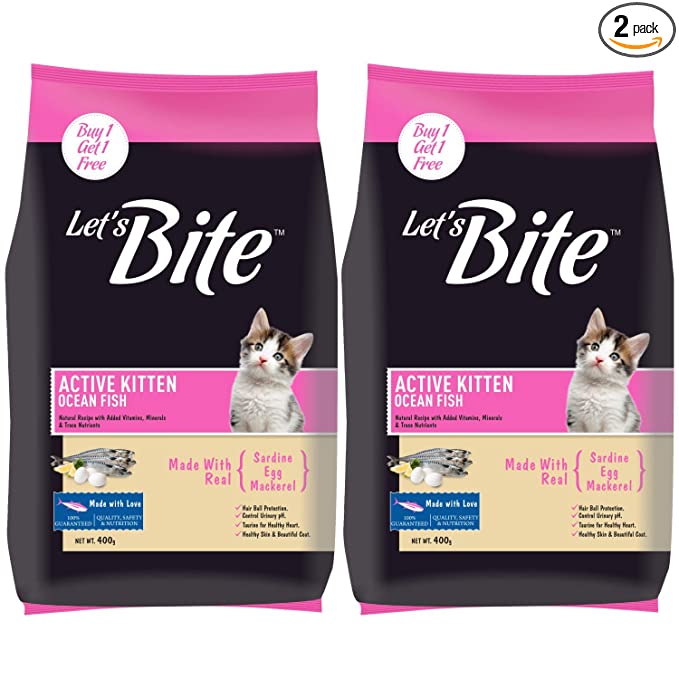 2 pack
Buy 1
Get 1
Free
Let's Bite™
ACTIVE KITTEN
OCEAN FISH
Natural Recipe with Added Vitamins, Minerals
& Trace Nutrients
Made With
Real
Sardine
Egg
Mackerel
Made with Love
100%
GUARANTEED
QUALITY, SAFETY
& NUTRITION
Hair Ball Protection.
Control Urinary pH.
Taurine for Healthy Heart.
Healthy Skin & Beautiful Coat.
NET WT. 400g
Buy 1
Get 1
Free
Let's Bite™
ACTIVE KITTEN
OCEAN FISH
Natural Recipe with Added Vitamins, Minerals
& Trace Nutrients
Made With
Real
Sardine
Egg
Mackerel
Made with Love
100%
GUARANTEED
QUALITY, SAFETY
& NUTRITION
Hair Ball Protection.
Control Urinary pH.
Taurine for Healthy Heart.
Healthy Skin & Beautiful Coat.
NET WT. 400g